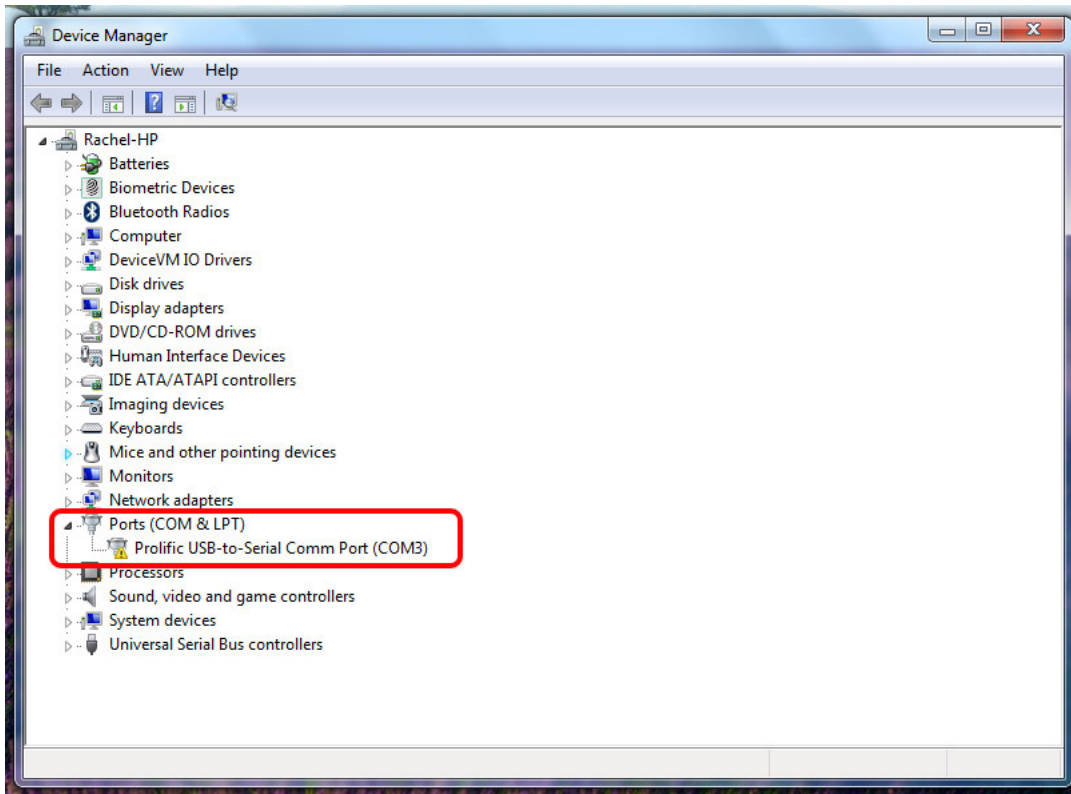 Device Manager
File Action View Help
Rachel-HP
Batteries
Biometric Devices
Bluetooth Radios
Computer
DeviceVM IO Drivers
Disk drives
Display adapters
DVD/CD-ROM drives
Human Interface Devices
IDE ATA/ATAPI controllers
Imaging devices
Keyboards
Mice and other pointing devices
Monitors
Network adapters
Ports (COM & LPT)
Prolific USB-to-Serial Comm Port (COM3)
Processors
Sound, video and game controllers
System devices
Universal Serial Bus controllers